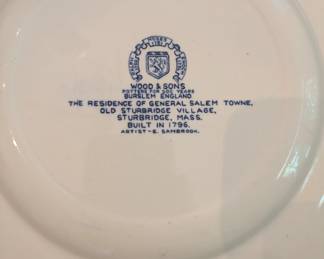 WOOD & SONS
POTTERS FOR 200 YEARS
BURSLEM ENGLAND
THE RESIDENCE OF GENERAL SALEM TOWNE,
OLD STURBRIDGE VILLAGE,
STURBRIDGE, MASS.
BUILT IN 1796.
ARTIST-E. SAMBROOK.